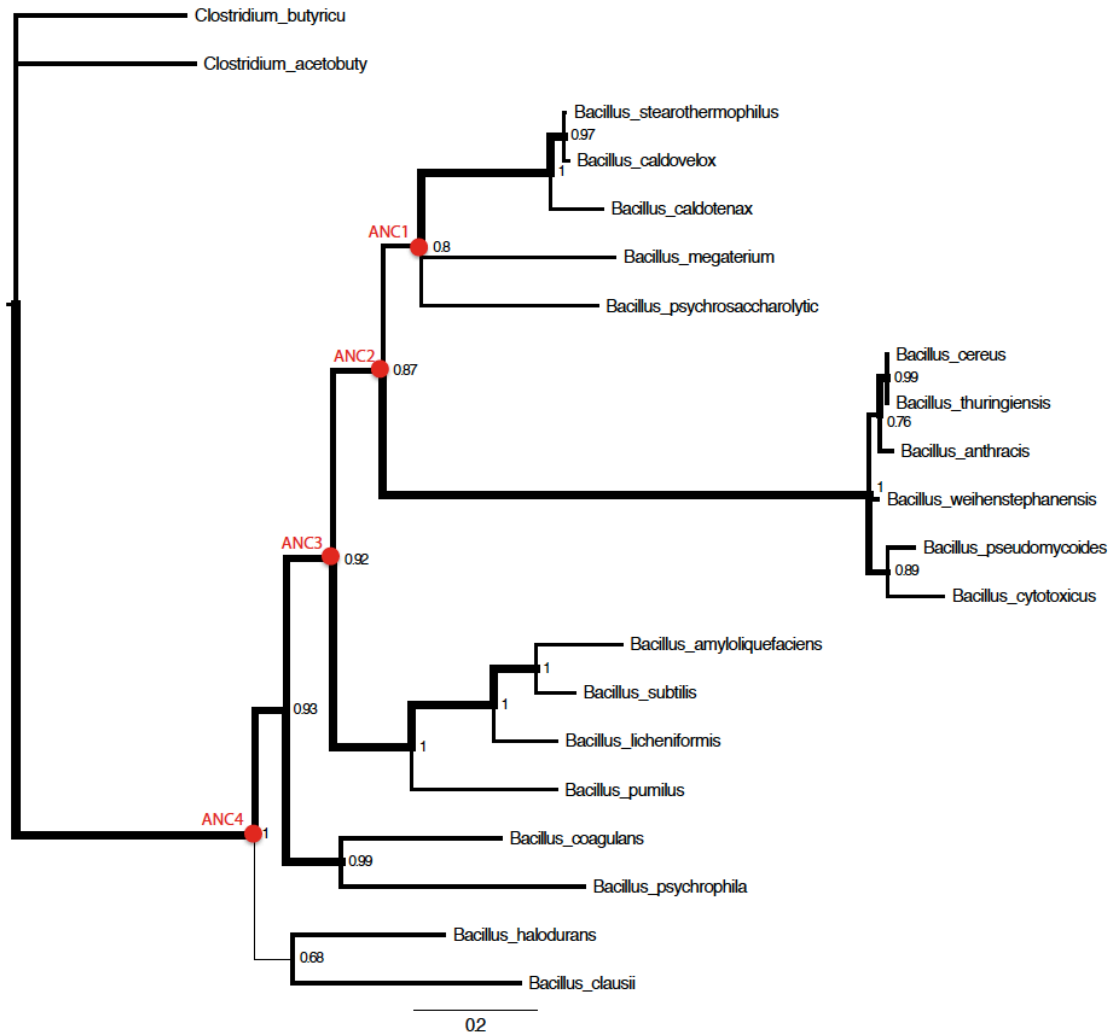 Clostridium_butyricu
Clostridium_acetobuty
Bacillus_stearothermophilus
0.97
Bacillus_caldovelox
1
Bacillus_caldotenax
ANC1
0.8
Bacillus_megaterium
Bacillus_psychrosaccharolytic
Bacillus_cereus
ANC2
0.87
0.99
Bacillus_thuringiensis
0.76
Bacillus_anthracis
1
Bacillus_weihenstephanensis
ANC3
0.92
Bacillus_pseudomycoides
0.89
Bacillus_cytotoxicus
Bacillus_amyloliquefaciens
1
Bacillus_subtilis
0.93
1
Bacillus_licheniformis
1
Bacillus_pumilus
ANC4
1
Bacillus_coagulans
0.99
Bacillus_psychrophila
Bacillus_halodurans
0.68
Bacillus_clausii
0.2